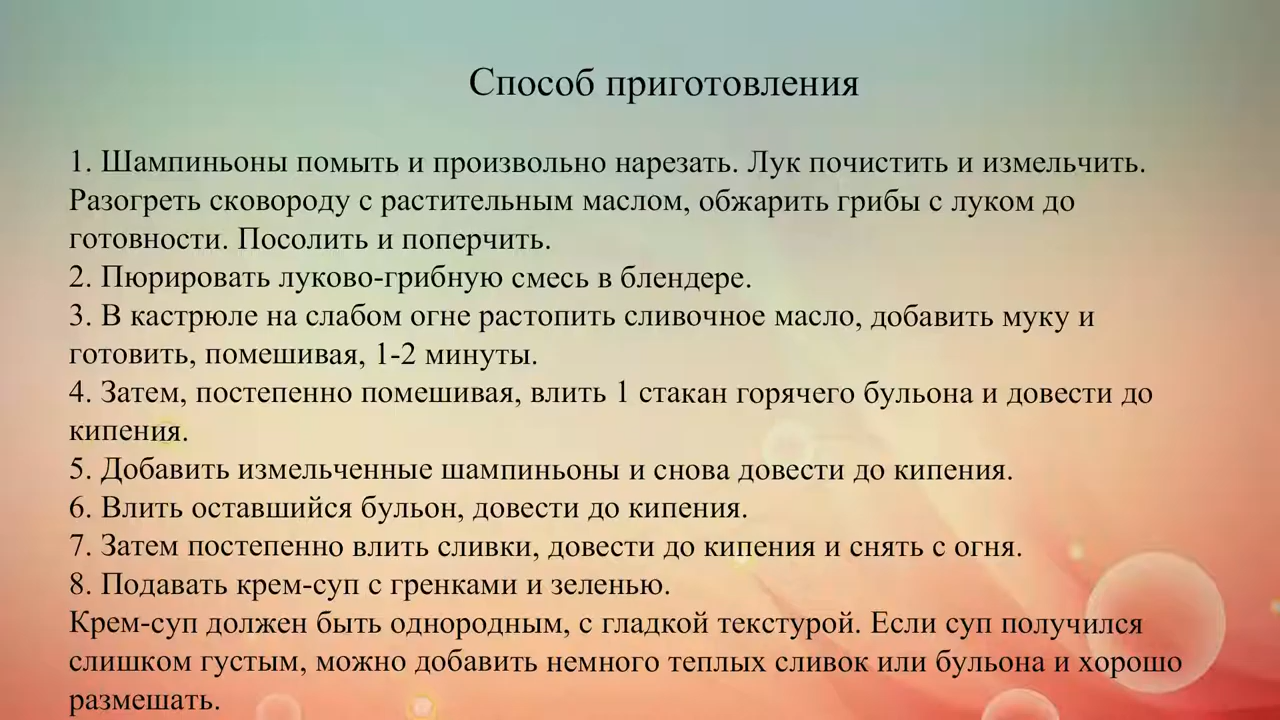 Способ приготовления
1. Шампиньоны помыть и произвольно нарезать. Лук почистить и измельчить.
Разогреть сковороду с растительным маслом, обжарить грибы с луком до
готовности. Посолить и поперчить.
2. Пюрировать луково-грибную смесь в блендере.
3. В кастрюле на слабом огне растопить сливочное масло, добавить муку и
готовить, помешивая, 1-2 минуты.
4. Затем, постепенно помешивая, влить 1 стакан горячего бульона и довести до
кипения.
5. Добавить измельченные шампиньоны и снова довести до кипения.
6. Влить оставшийся бульон, довести до кипения.
7. Затем постепенно влить сливки, довести до кипения и снять с огня.
8. Подавать крем-суп с гренками и зеленью.
Крем-суп должен быть однородным, с гладкой текстурой. Если суп получился
слишком густым, можно добавить немного теплых сливок или бульона и хорошо
размешать.